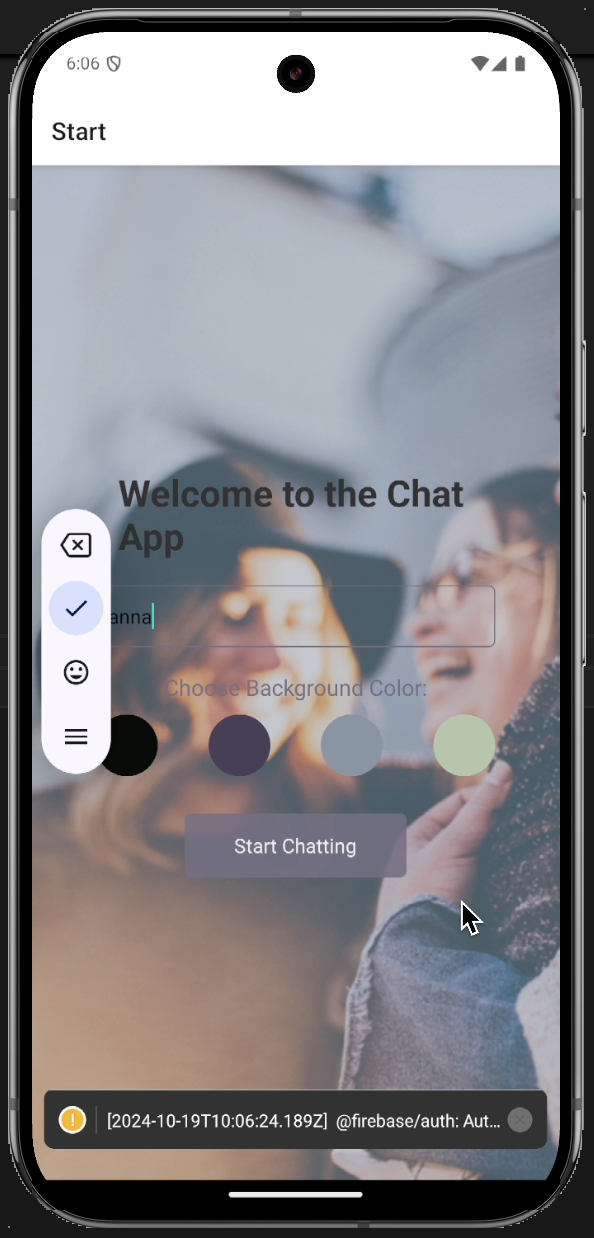 6:06
Start
Welcome to the Chat
App
anna
Choose Background Color:
Start Chatting
[2024-10-19T10:06:24.189Z] @firebase/auth: Aut...